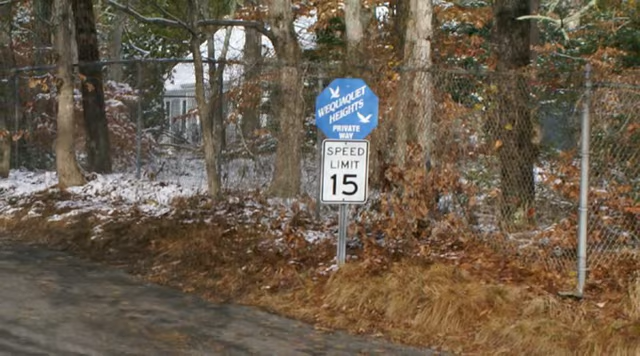 WEQUAQUET
HEIGHTS
PRIVATE
WAY
SPEED
LIMIT
15